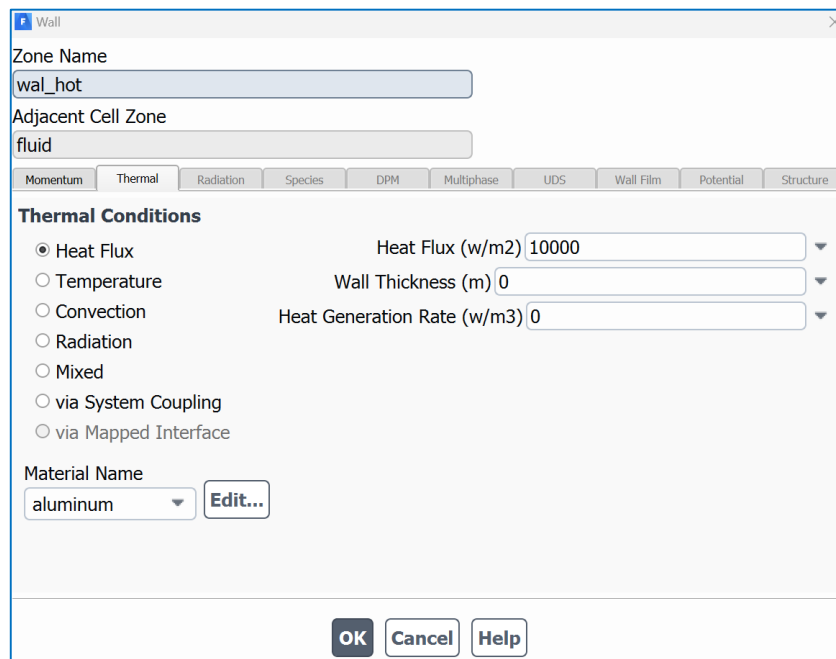 F Wall
Zone Name
wal_hot
Adjacent Cell Zone
fluid
Momentum Thermal Radiation Species DPM Multiphase UDS Wall Film Potential Structure
Thermal Conditions
Heat Flux Heat Flux (w/m2) 10000
Temperature Wall Thickness (m) 0
Convection Heat Generation Rate (w/m3) 0
Radiation
Mixed
via System Coupling
via Mapped Interface
Material Name
aluminum Edit...
OK Cancel Help